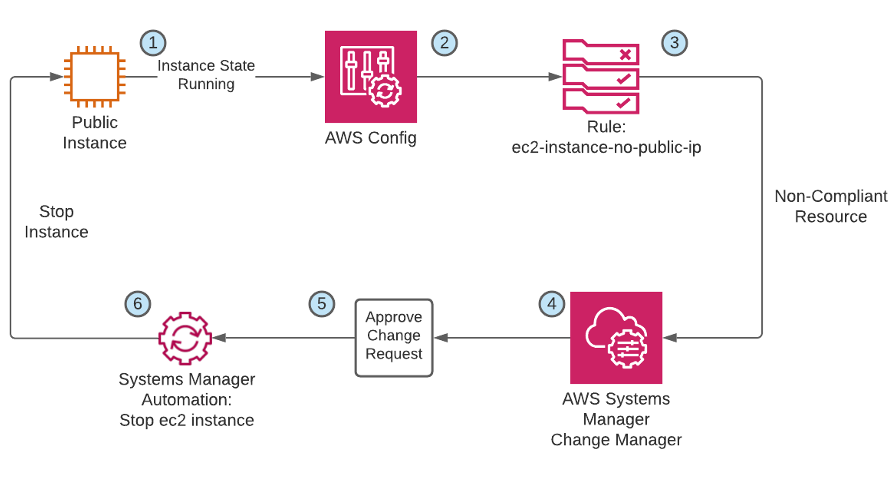 1
2
3
Instance State
Running
Public
Instance
AWS Config
Rule:
ec2-instance-no-public-ip
Non-Compliant
Resource
Stop
Instance
6
5
4
Approve
Change
Request
Systems Manager
Automation:
Stop ec2 instance
AWS Systems
Manager
Change Manager